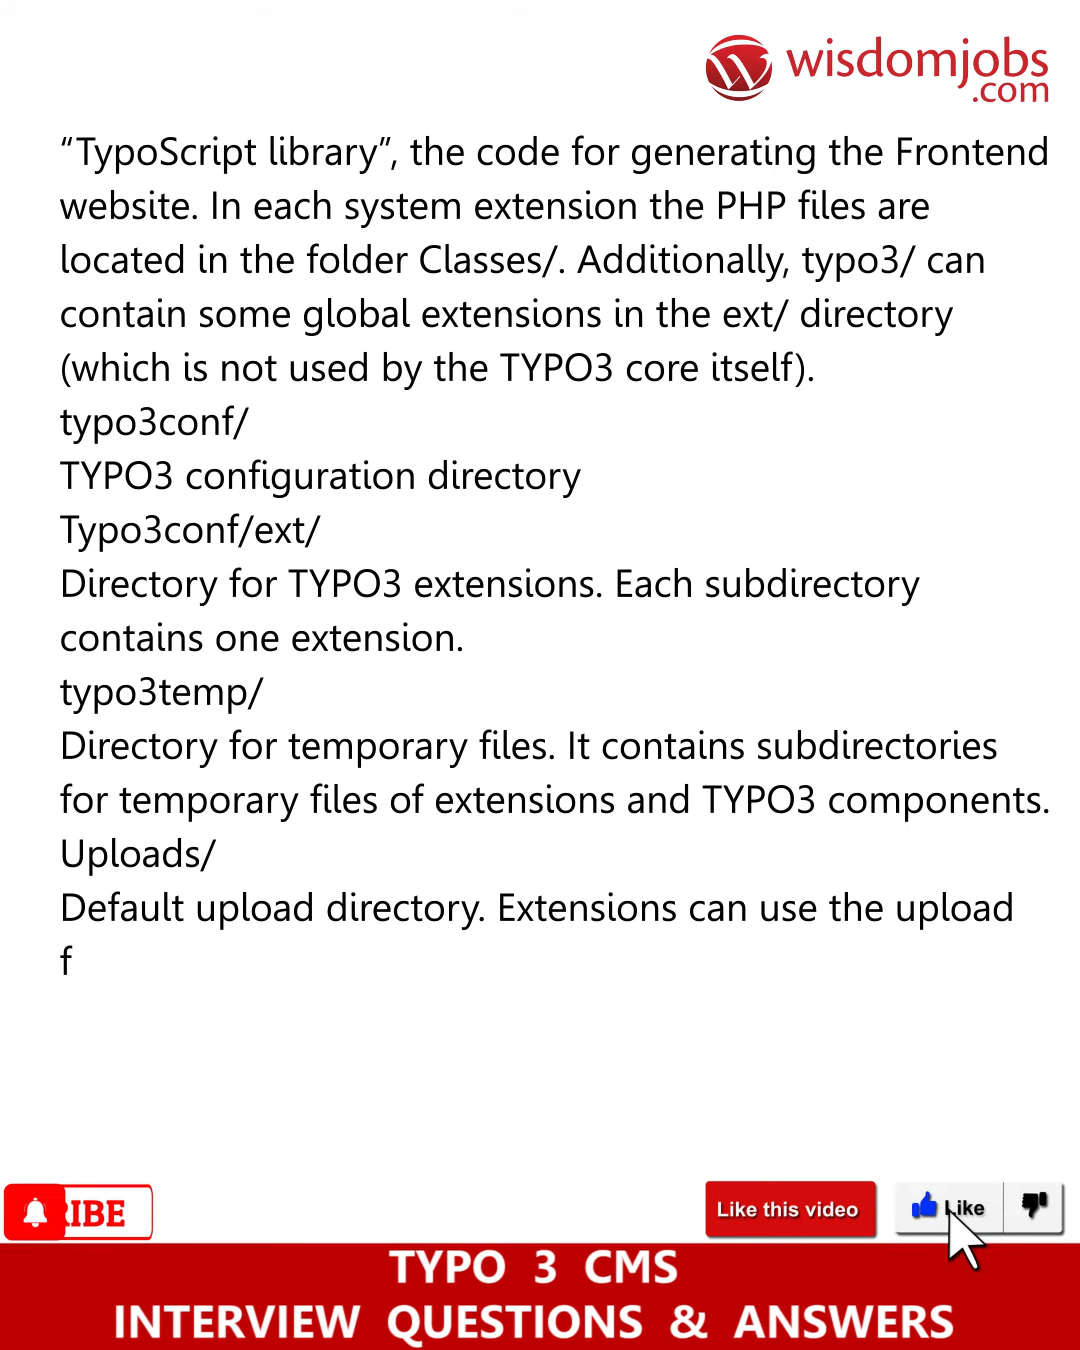 wisdomjobs
.com
“TypoScript library”, the code for generating the Frontend
website. In each system extension the PHP files are
located in the folder Classes/. Additionally, typo3/ can
contain some global extensions in the ext/ directory
(which is not used by the TYPO3 core itself).
typo3conf/
TYPO3 configuration directory
Typo3conf/ext/
Directory for TYPO3 extensions. Each subdirectory
contains one extension.
typo3temp/
Directory for temporary files. It contains subdirectories
for temporary files of extensions and TYPO3 components.
Uploads/
Default upload directory. Extensions can use the upload
f
RIBE
Like this video
Like
TYPO 3 CMS
INTERVIEW QUESTIONS & ANSWERS